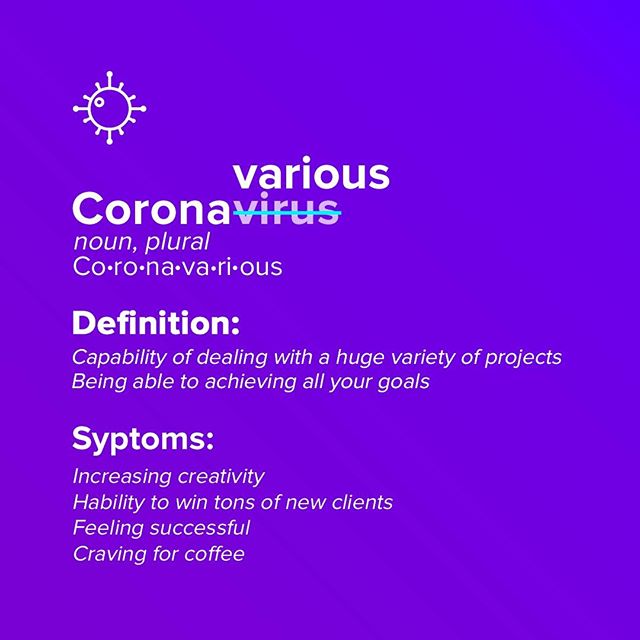 various
Coronavirus
noun, plural
Co•ro•na•va•ri•ous
Definition:
Capability of dealing with a huge variety of projects
Being able to achieving all your goals
Syptoms:
Increasing creativity
Hability to win tons of new clients
Feeling successful
Craving for coffee